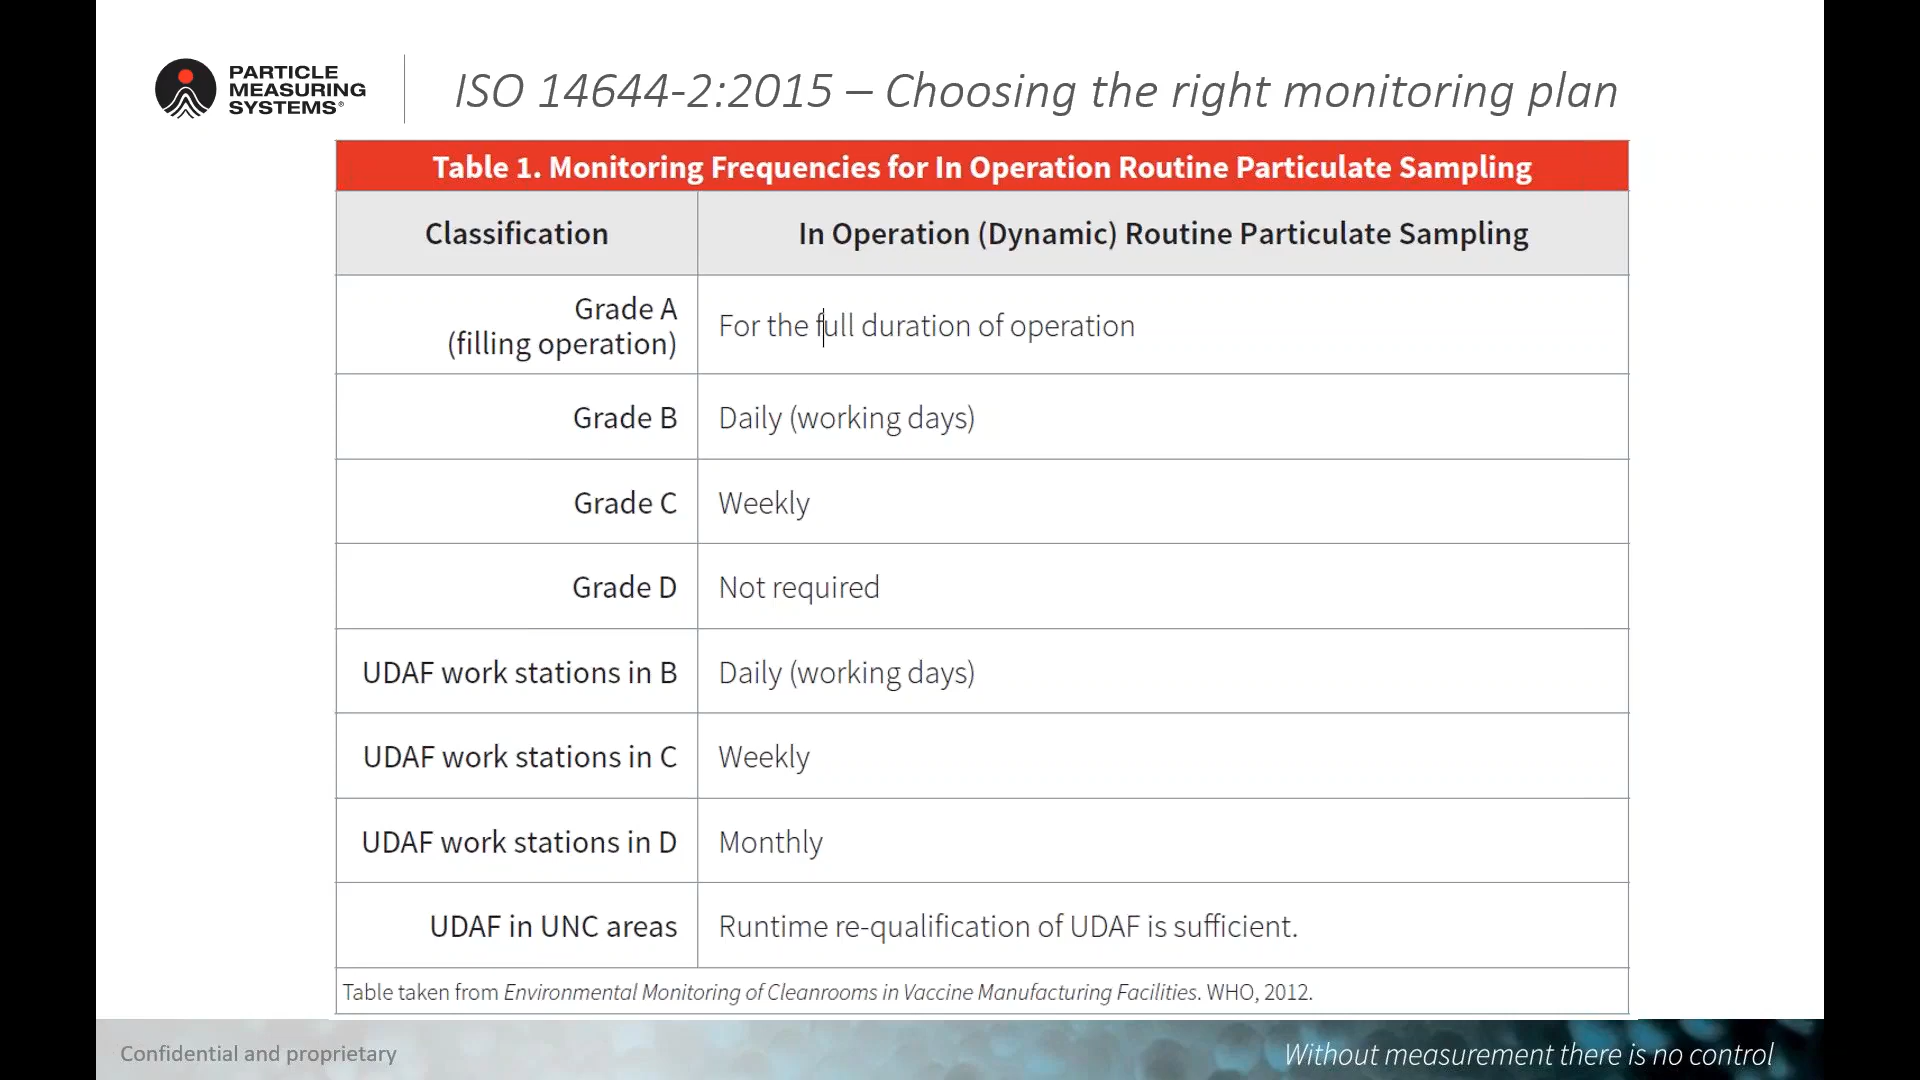 PARTICLE
MEASURING
SYSTEMS®
ISO 14644-2:2015 – Choosing the right monitoring plan
Table 1. Monitoring Frequencies for In Operation Routine Particulate Sampling
Classification
In Operation (Dynamic) Routine Particulate Sampling
Grade A
(filling operation)
For the full duration of operation
Grade B
Daily (working days)
Grade C
Weekly
Grade D
Not required
UDAF work stations in B
Daily (working days)
UDAF work stations in C
Weekly
UDAF work stations in D
Monthly
UDAF in UNC areas
Runtime re-qualification of UDAF is sufficient.
Table taken from Environmental Monitoring of Cleanrooms in Vaccine Manufacturing Facilities. WHO, 2012.
Confidential and proprietary
Without measurement there is no control